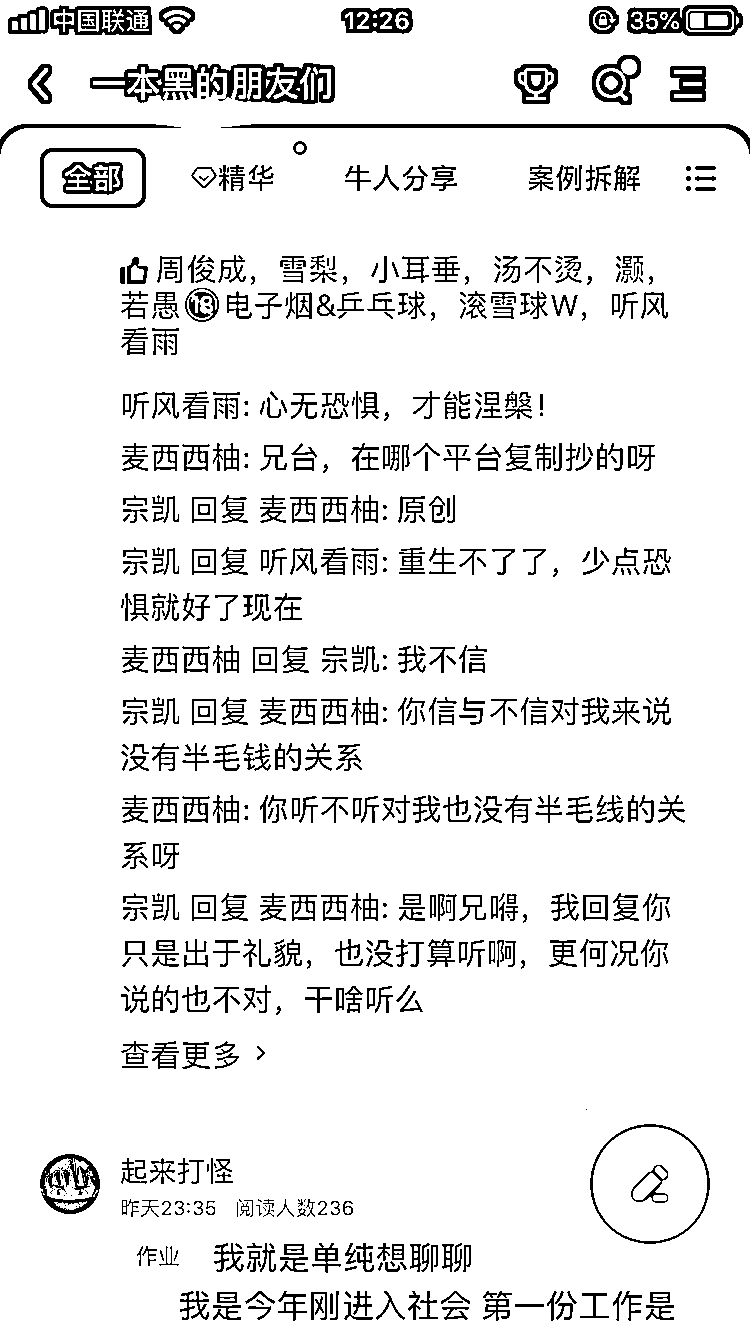 中国联通 12:26 35%
一本黑的朋友们
全部 精华 牛人分享 案例拆解
周俊成，雪梨，小耳垂，汤不烫，灏，
若愚🔞电子烟&乒乓球，滚雪球W，听风
看雨
听风看雨: 心无恐惧，才能涅槃！
麦西西柚: 兄台，在哪个平台复制抄的呀
宗凯 回复 麦西西柚: 原创
宗凯 回复 听风看雨: 重生不了了，少点恐
惧就好了现在
麦西西柚 回复 宗凯: 我不信
宗凯 回复 麦西西柚: 你信与不信对我来说
没有半毛钱的关系
麦西西柚: 你听不听对我也没有半毛线的关
系呀
宗凯 回复 麦西西柚: 是啊兄嘚，我回复你
只是出于礼貌，也没打算听啊，更何况你
说的也不对，干啥听么
查看更多 >
起来打怪
昨天23:35 阅读人数236
作业 我就是单纯想聊聊
我是今年刚进入社会 第一份工作是